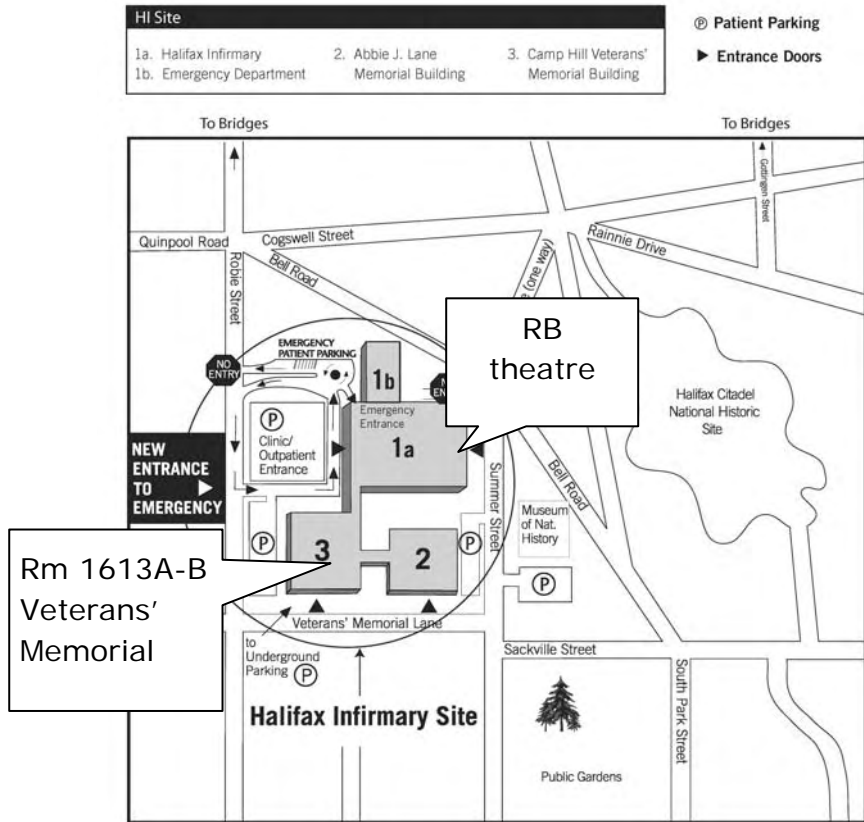 HI Site
1a. Halifax Infirmary
1b. Emergency Department
2. Abbie J. Lane
Memorial Building
3. Camp Hill Veterans'
Memorial Building
Ⓟ Patient Parking
▶ Entrance Doors
To Bridges
To Bridges
Gottingen Street
Quinpool Road
Cogswell Street
Rainnie Drive
Robie Street
Bell Road
(one way)
RB
theatre
EMERGENCY
PATIENT PARKING
NO
ENTRY
1b
Emergency
Entrance
1a
P
Clinic/
Outpatient
Entrance
Halifax Citadel
National Historic
Site
NEW
ENTRANCE
TO
EMERGENCY
Summer Street
Bell Road
Museum
of Nat.
History
P
P
P
3
2
Rm 1613A-B
Veterans'
Memorial
Veterans' Memorial Lane
to
Underground
Parking P
Sackville Street
South Park Street
Halifax Infirmary Site
Public Gardens